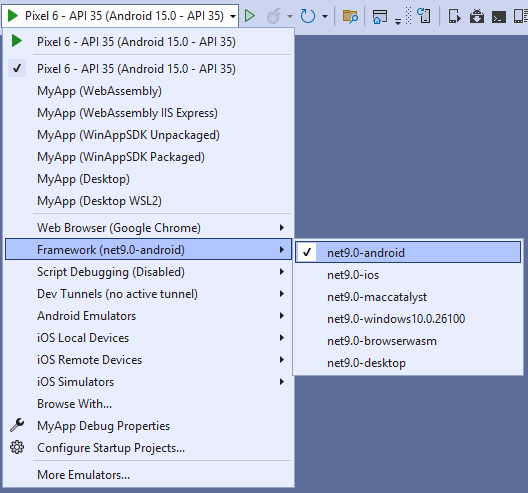 Pixel 6 - API 35 (Android 15.0 - API 35)
Pixel 6 - API 35 (Android 15.0 - API 35)
Pixel 6 - API 35 (Android 15.0 - API 35)
MyApp (WebAssembly)
MyApp (WebAssembly IIS Express)
MyApp (WinAppSDK Unpackaged)
MyApp (WinAppSDK Packaged)
MyApp (Desktop)
MyApp (Desktop WSL2)
Web Browser (Google Chrome)
Framework (net9.0-android)
Script Debugging (Disabled)
Dev Tunnels (no active tunnel)
Android Emulators
iOS Local Devices
iOS Remote Devices
iOS Simulators
Browse With...
MyApp Debug Properties
Configure Startup Projects...
More Emulators...
net9.0-android
net9.0-ios
net9.0-maccatalyst
net9.0-windows10.0.26100
net9.0-browserwasm
net9.0-desktop